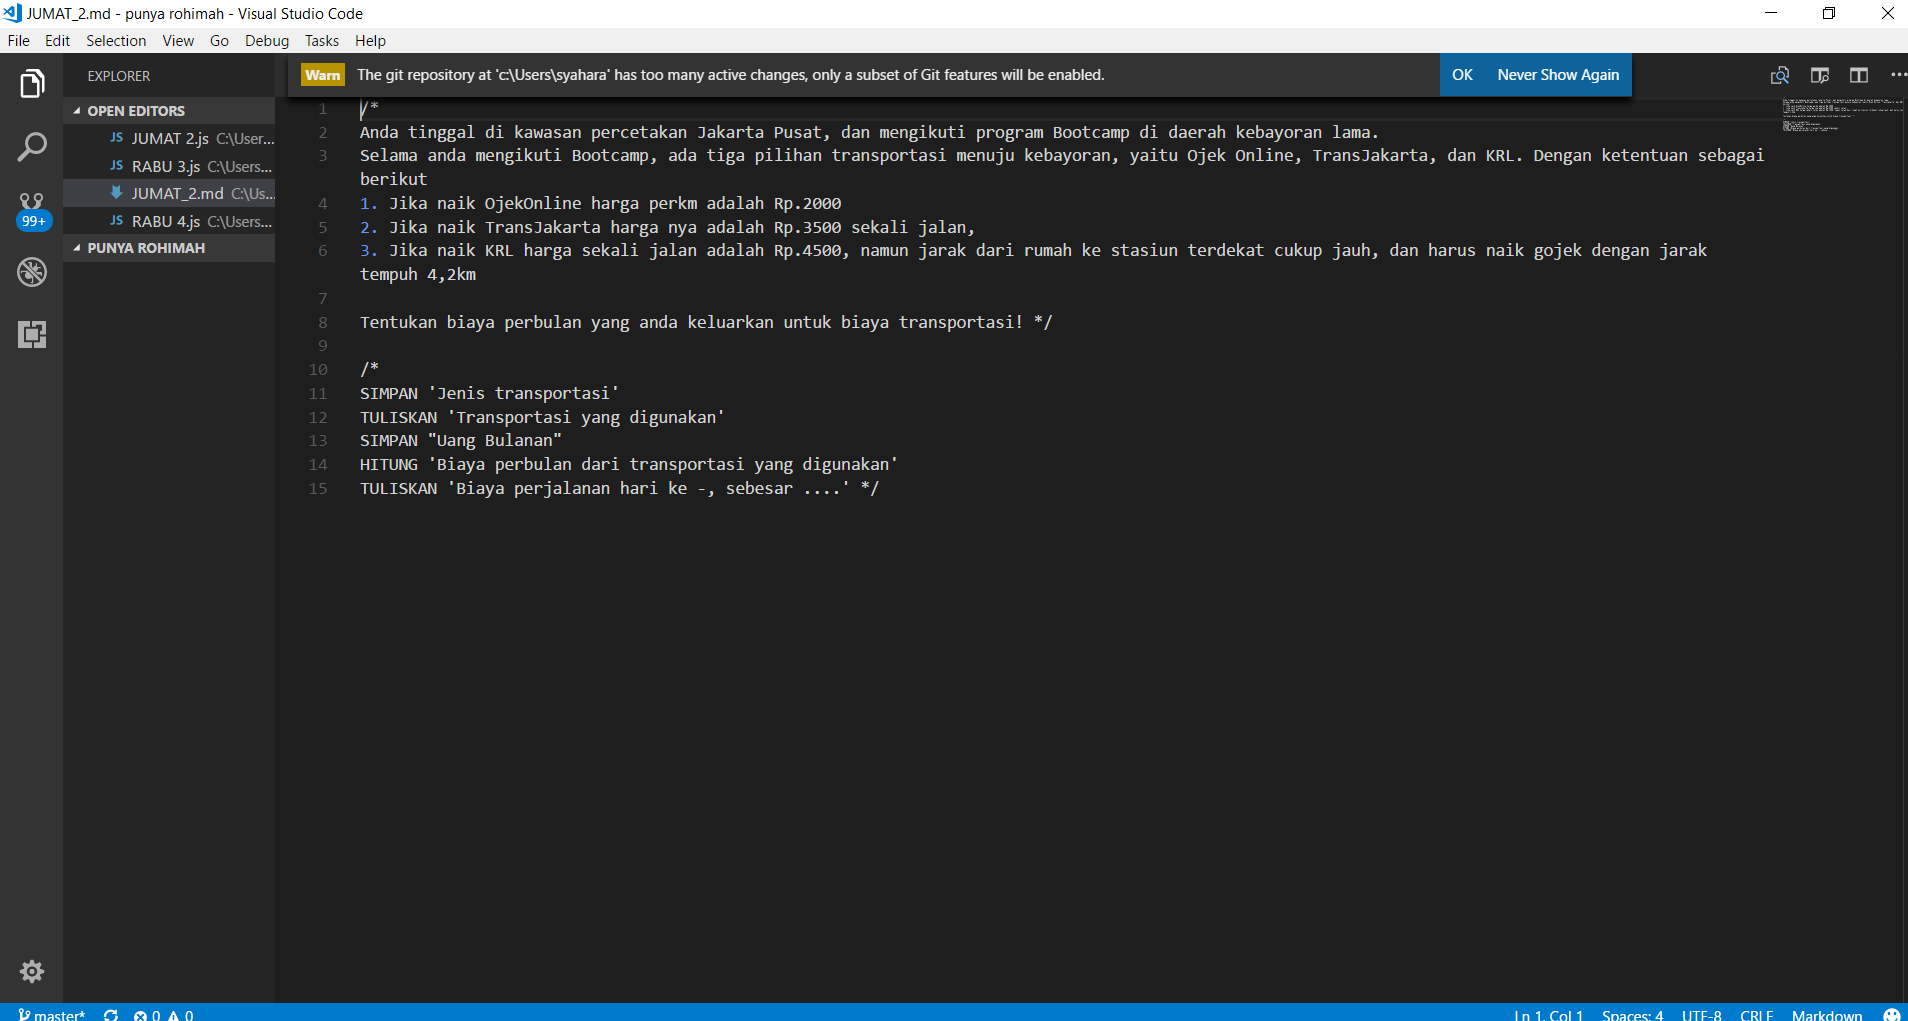 JUMAT_2.md - punya rohimah - Visual Studio Code
File Edit Selection View Go Debug Tasks Help
EXPLORER
Warn The git repository at 'c:\Users\syahara' has too many active changes, only a subset of Git features will be enabled. OK Never Show Again
OPEN EDITORS
JS JUMAT 2.js C:\User...
JS RABU 3.js C:\Users...
JUMAT_2.md C:\Us...
JS RABU 4.js C:\Users...
PUNYA ROHIMAH
99+
1 /*
2 Anda tinggal di kawasan percetakan Jakarta Pusat, dan mengikuti program Bootcamp di daerah kebayoran lama.
3 Selama anda mengikuti Bootcamp, ada tiga pilihan transportasi menuju kebayoran, yaitu Ojek Online, TransJakarta, dan KRL. Dengan ketentuan sebagai
berikut
4 1. Jika naik OjekOnline harga perkm adalah Rp.2000
5 2. Jika naik TransJakarta harga nya adalah Rp.3500 sekali jalan,
6 3. Jika naik KRL harga sekali jalan adalah Rp.4500, namun jarak dari rumah ke stasiun terdekat cukup jauh, dan harus naik gojek dengan jarak
tempuh 4,2km
7
8 Tentukan biaya perbulan yang anda keluarkan untuk biaya transportasi! */
9
10 /*
11 SIMPAN 'Jenis transportasi'
12 TULISKAN 'Transportasi yang digunakan'
13 SIMPAN "Uang Bulanan"
14 HITUNG 'Biaya perbulan dari transportasi yang digunakan'
15 TULISKAN 'Biaya perjalanan hari ke -, sebesar ....' */
master* 0 0 Ln 1, Col 1 Spaces: 4 UTF-8 CRLF Markdown